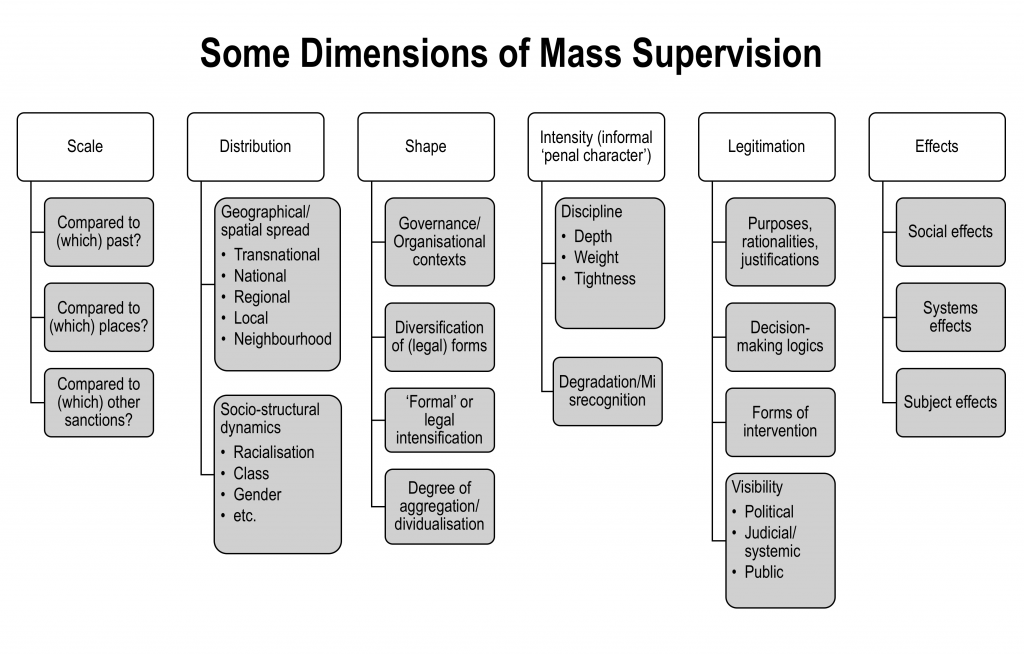 Some Dimensions of Mass Supervision
Scale
Compared to
(which) past?
Compared to
(which) places?
Compared to
(which) other
sanctions?
Distribution
Geographical/
spatial spread
• Transnational
• National
• Regional
• Local
• Neighbourhood
Socio-structural
dynamics
• Racialisation
• Class
• Gender
• etc.
Shape
Governance/
Organisational
contexts
Diversification
of (legal) forms
‘Formal’ or
legal
intensification
Degree of
aggregation/
dividualisation
Intensity (informal
‘penal character’)
Discipline
• Depth
• Weight
• Tightness
Degradation/Mi
srecognition
Legitimation
Purposes,
rationalities,
justifications
Decision-
making logics
Forms of
intervention
Visibility
• Political
• Judicial/
systemic
• Public
Effects
Social effects
Systems
effects
Subject effects